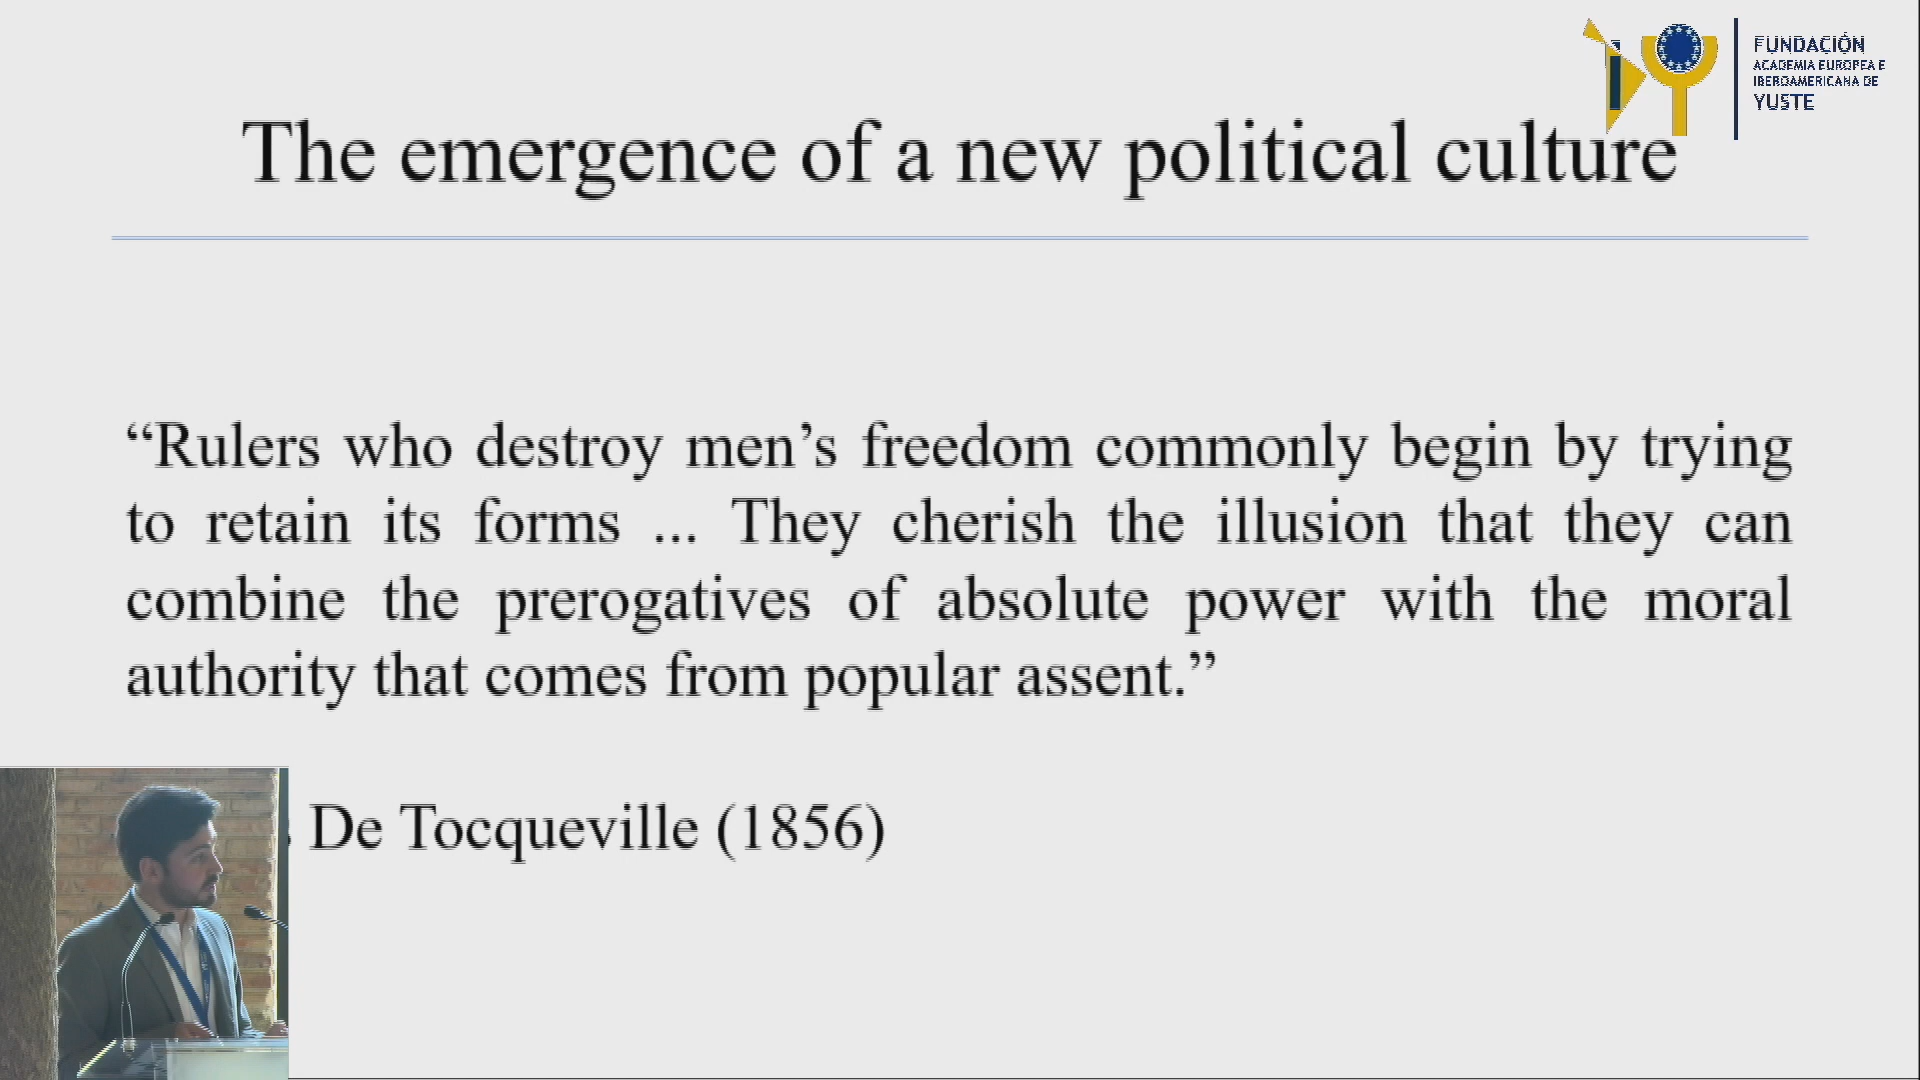 FUNDACIÓN
ACADEMIA EUROPEA E
IBEROAMERICANA DE
YUSTE
The emergence of a new political culture
“Rulers who destroy men’s freedom commonly begin by trying
to retain its forms ... They cherish the illusion that they can
combine the prerogatives of absolute power with the moral
authority that comes from popular assent.”
De Tocqueville (1856)